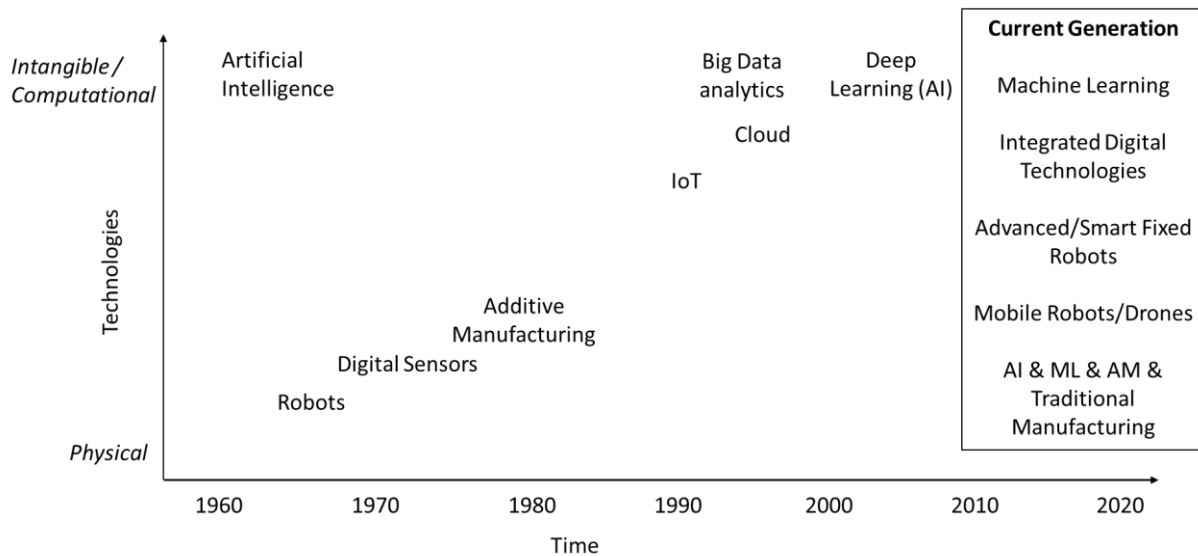 Current Generation
Intangible /
Computational
Artificial
Intelligence
Big Data
analytics
Deep
Learning (AI)
Machine Learning
Cloud
Integrated Digital
Technologies
IoT
Technologies
Advanced/Smart Fixed
Robots
Additive
Manufacturing
Mobile Robots/Drones
Digital Sensors
Robots
AI & ML & AM &
Traditional
Manufacturing
Physical
1960 1970 1980 1990 2000 2010 2020
Time